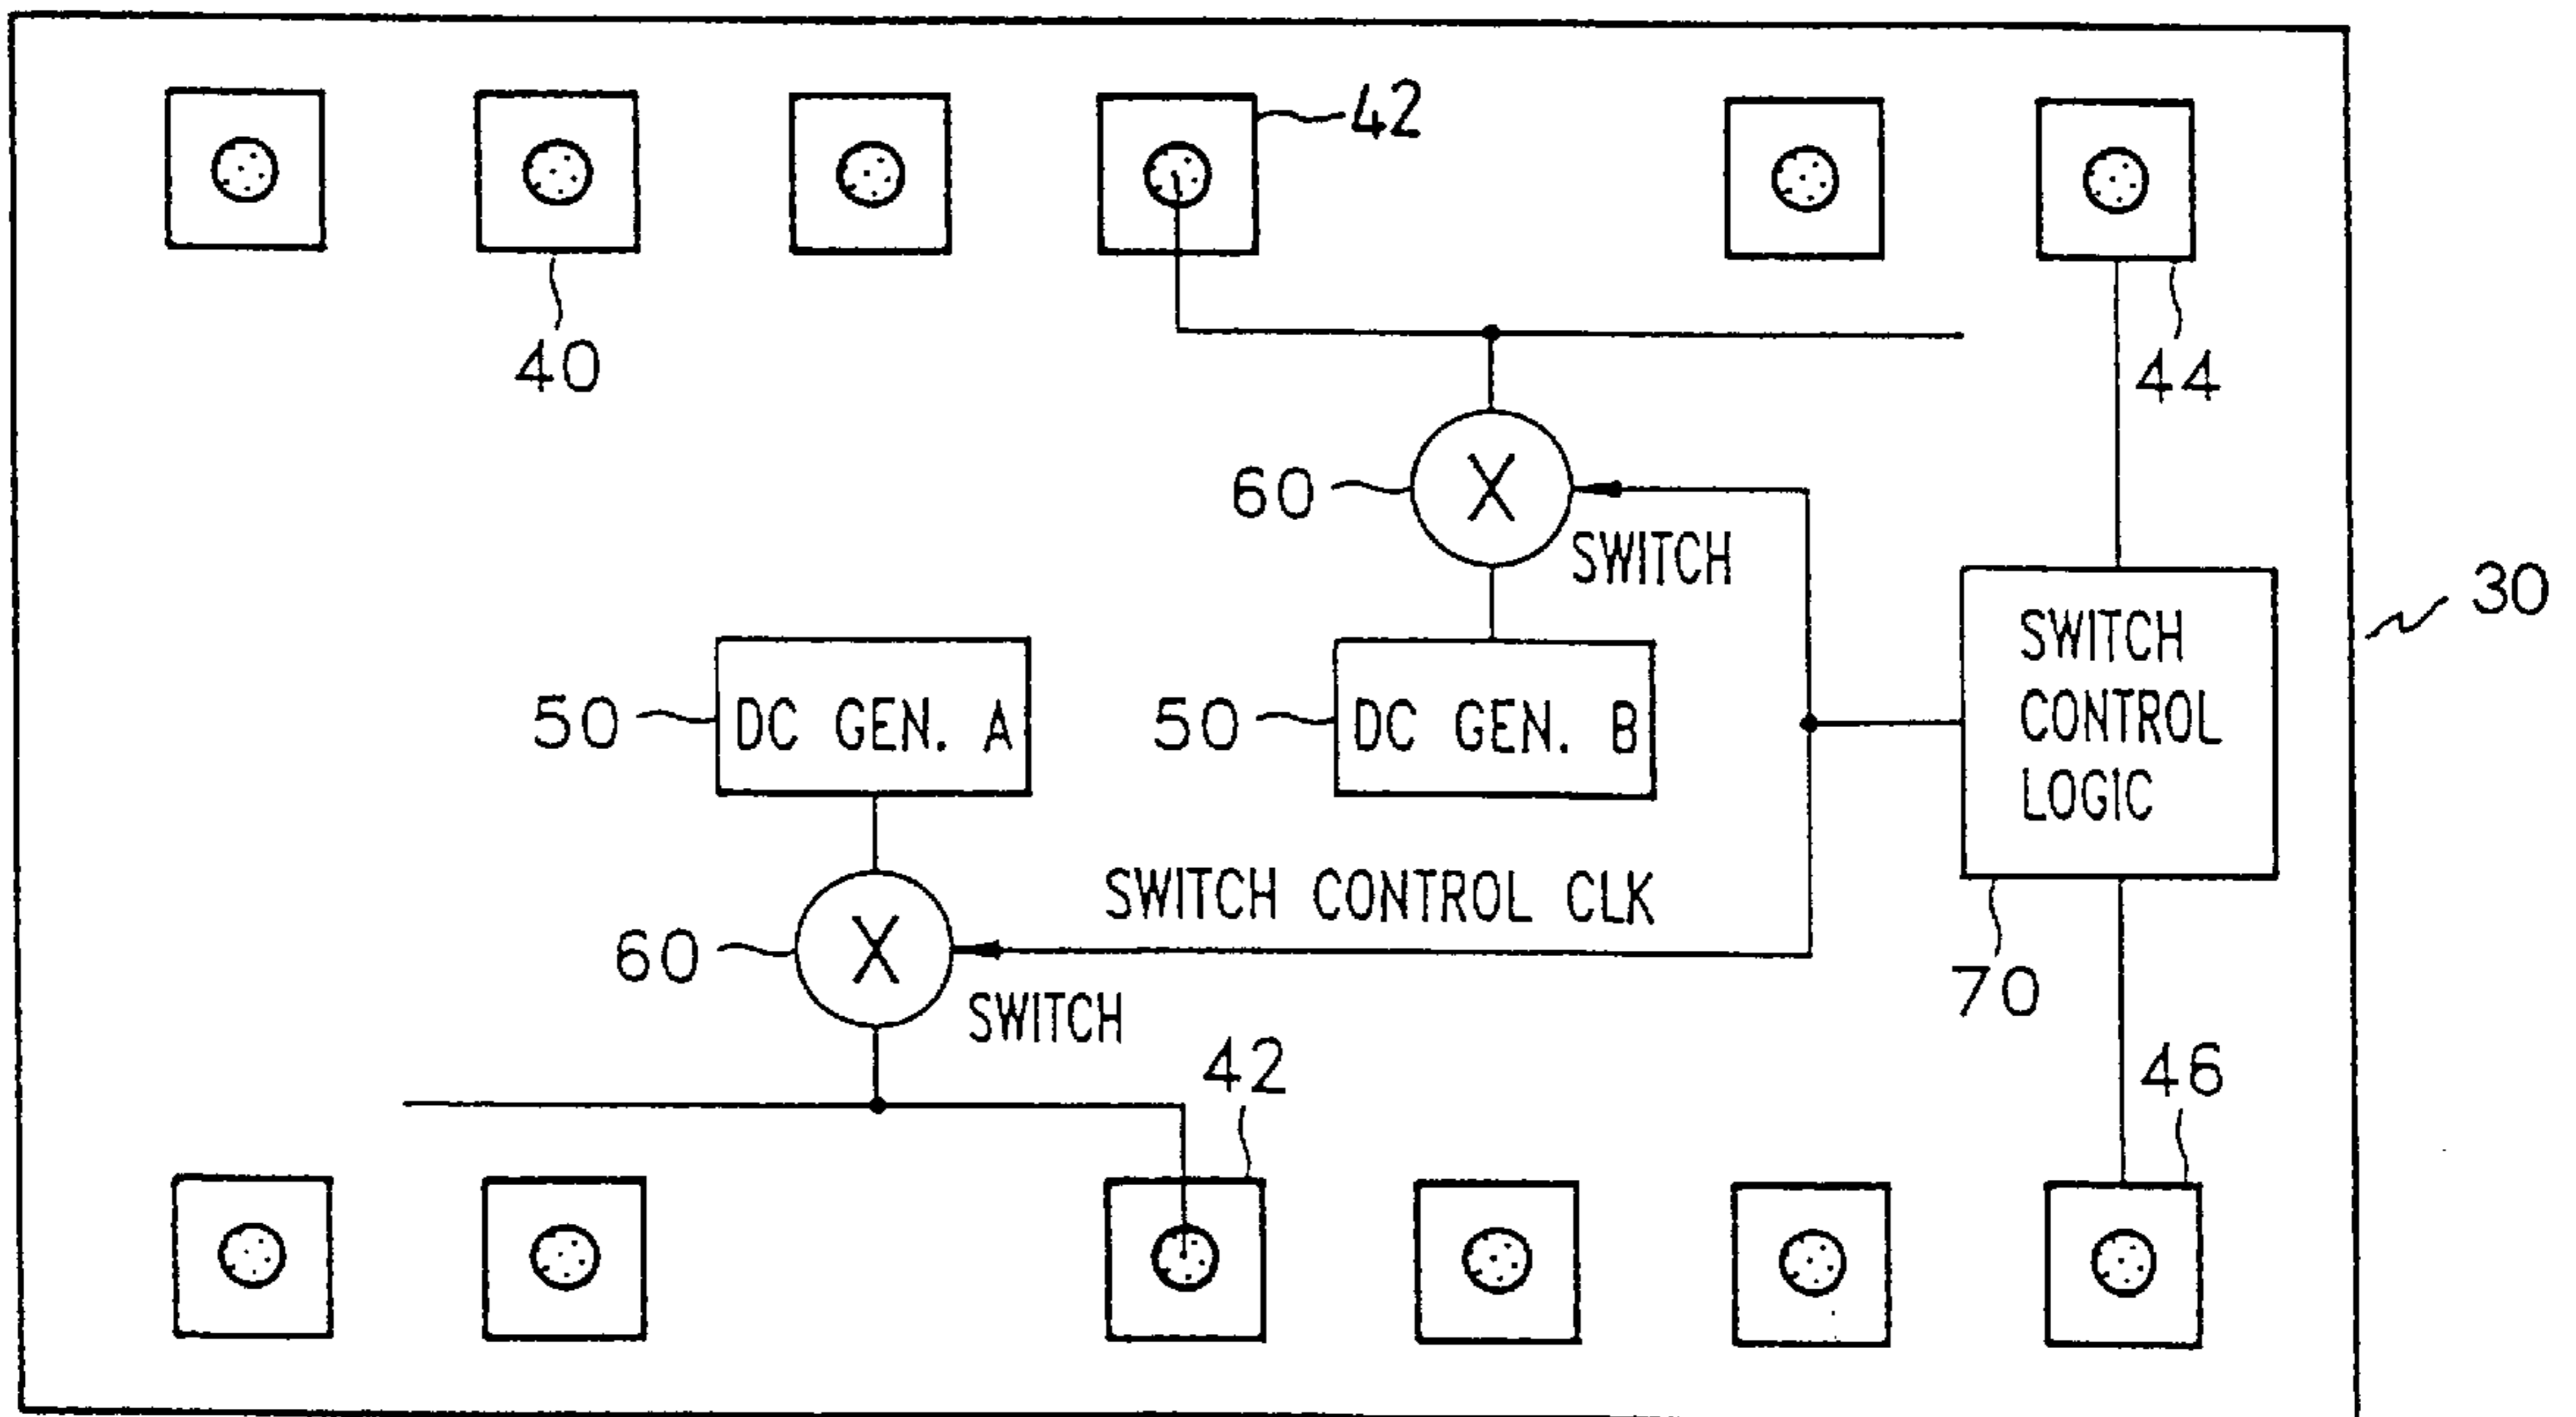 42
40
44
60
SWITCH
30
SWITCH
CONTROL
LOGIC
50
DC GEN. A
50
DC GEN. B
SWITCH CONTROL CLK
60
SWITCH
70
42
46